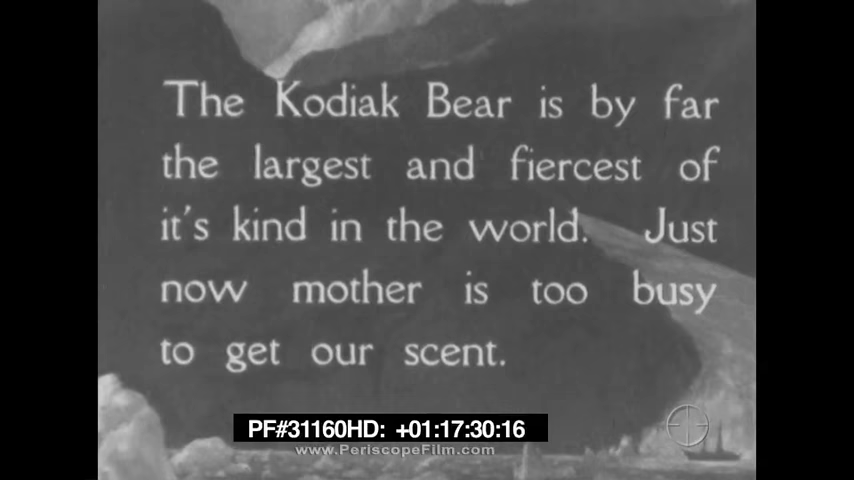 The Kodiak Bear is by far
the largest and fiercest of
it's kind in the world. Just
now mother is too busy
to get our scent.
PF#31160HD: +01:17:30:16
www.PeriscopeFilm.com